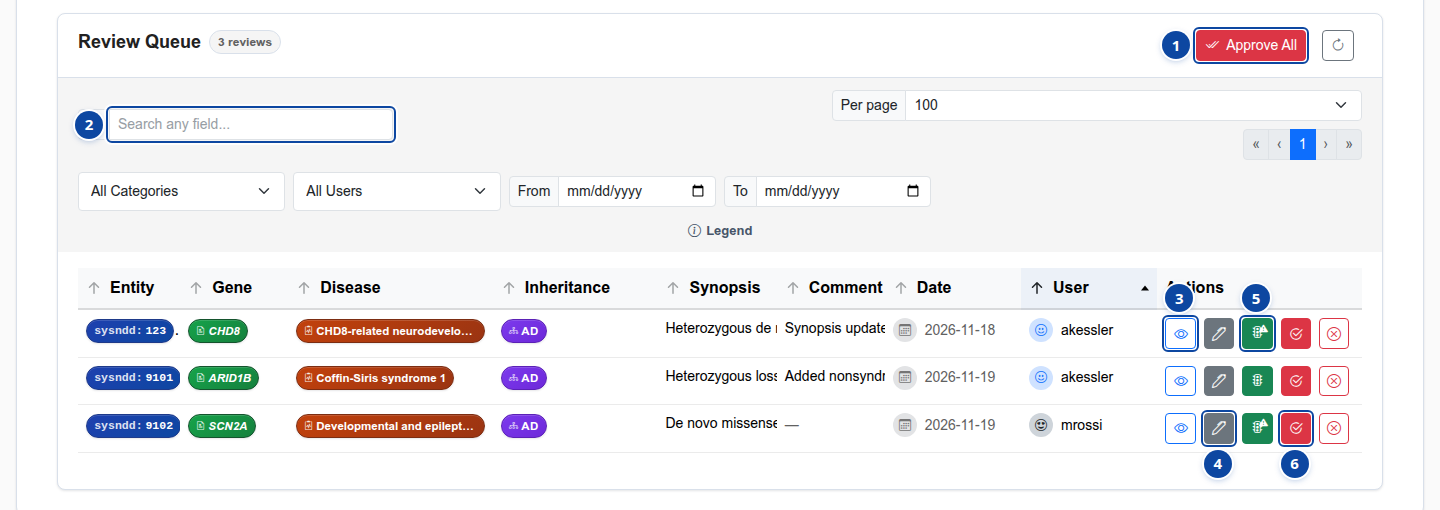 Review Queue 3 reviews
1 Approve All
2 Search any field...
Per page 100
« ‹ 1 › »
All Categories All Users From mm/dd/yyyy To mm/dd/yyyy
Legend
Entity Gene Disease Inheritance Synopsis Comment Date User
3 5
sysndd:123. CHD8 CHD8-related neurodevelo... AD Heterozygous de Synopsis update 2026-11-18 akessler
sysndd:9101 ARID1B Coffin-Siris syndrome 1 AD Heterozygous loss Added nonsyndr 2026-11-19 akessler
sysndd:9102 SCN2A Developmental and epilept... AD De novo missense — 2026-11-19 mrossi
4 6